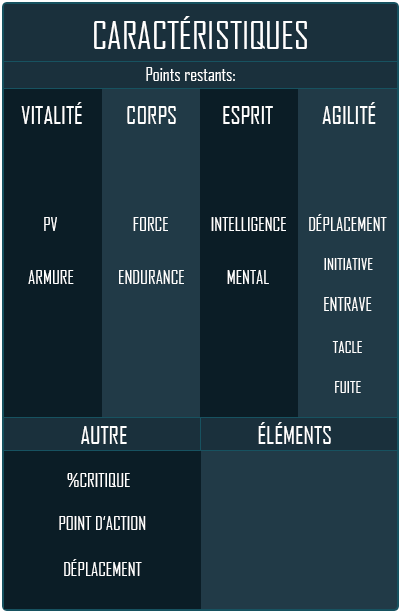 CARACTÉRISTIQUES
Points restants:
VITALITÉ CORPS ESPRIT AGILITÉ
PV FORCE INTELLIGENCE DÉPLACEMENT
ARMURE ENDURANCE MENTAL INITIATIVE
ENTRAVE
TACLE
FUITE
AUTRE ÉLÉMENTS
%CRITIQUE
POINT D'ACTION
DÉPLACEMENT